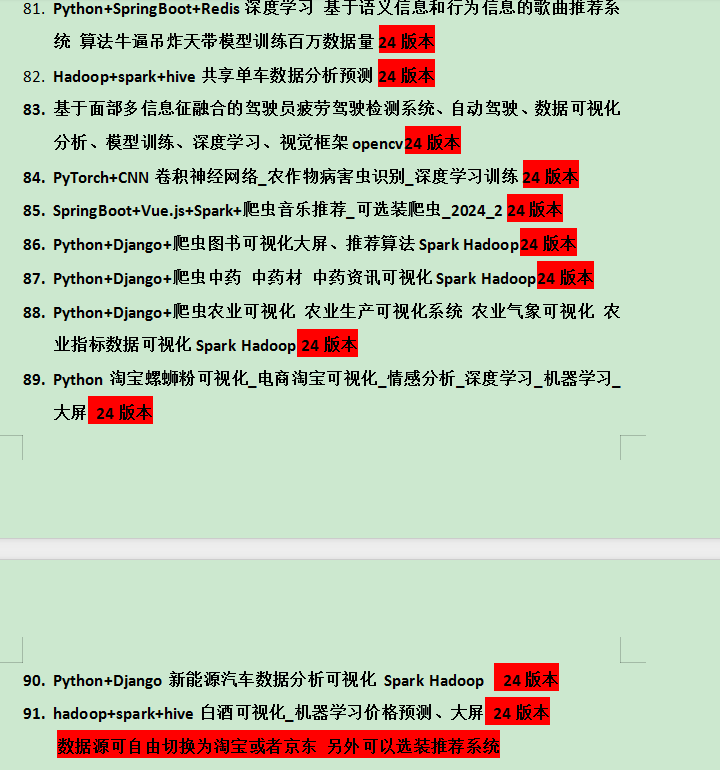 81. Python+SpringBoot+Redis 深度学习 基于语义信息和行为信息的歌曲推荐系
统 算法牛逼吊炸天带模型训练百万数据量 24 版本
82. Hadoop+spark+hive 共享单车数据分析预测 24 版本
83. 基于面部多信息征融合的驾驶员疲劳驾驶检测系统、自动驾驶、数据可视化
分析、模型训练、深度学习、视觉框架 opencv24 版本
84. PyTorch+CNN 卷积神经网络_农作物病害虫识别_深度学习训练 24 版本
85. SpringBoot+Vue.js+Spark+爬虫音乐推荐_可选装爬虫_2024_2 24 版本
86. Python+Django+爬虫图书可视化大屏、推荐算法 Spark Hadoop24 版本
87. Python+Django+爬虫中药 中药材 中药资讯可视化 Spark Hadoop24 版本
88. Python+Django+爬虫农业可视化 农业生产可视化系统 农业气象可视化 农
业指标数据可视化 Spark Hadoop 24 版本
89. Python 淘宝螺蛳粉可视化_电商淘宝可视化_情感分析_深度学习_机器学习_
大屏 24 版本
90. Python+Django 新能源汽车数据分析可视化 Spark Hadoop 24 版本
91. hadoop+spark+hive 白酒可视化_机器学习价格预测、大屏 24 版本
数据源可自由切换为淘宝或者京东 另外可以选装推荐系统